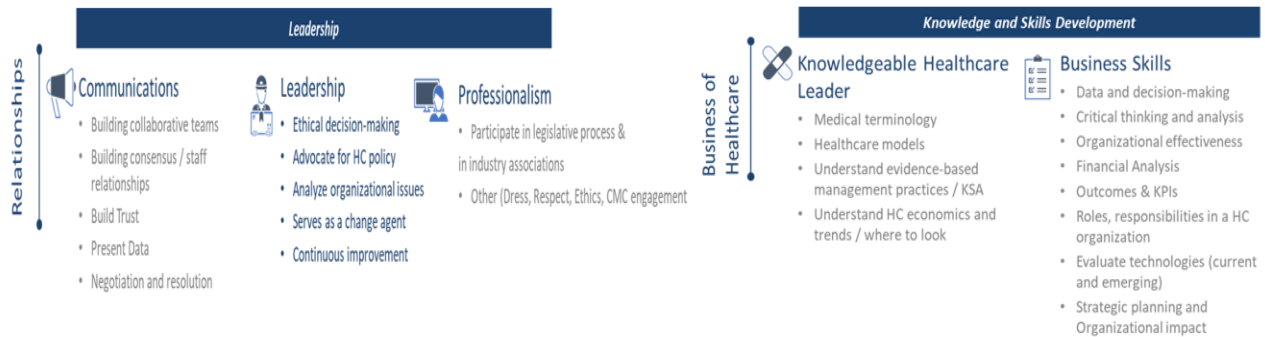 Leadership
Relationships
Communications
• Building collaborative teams
• Building consensus / staff
relationships
• Build Trust
• Present Data
• Negotiation and resolution
Leadership
• Ethical decision-making
• Advocate for HC policy
• Analyze organizational issues
• Serves as a change agent
• Continuous improvement
Professionalism
• Participate in legislative process &
in industry associations
• Other (Dress, Respect, Ethics, CMC engagement
Knowledge and Skills Development
Business of
Healthcare
Knowledgeable Healthcare
Leader
• Medical terminology
• Healthcare models
• Understand evidence-based
management practices / KSA
• Understand HC economics and
trends / where to look
Business Skills
• Data and decision-making
• Critical thinking and analysis
• Organizational effectiveness
• Financial Analysis
• Outcomes & KPIs
• Roles, responsibilities in a HC
organization
• Evaluate technologies (current
and emerging)
• Strategic planning and
Organizational impact